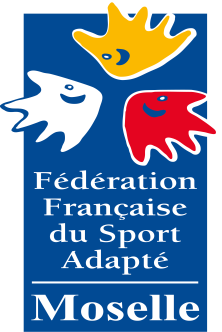 Fédération
Française
du Sport
Adapté
Moselle